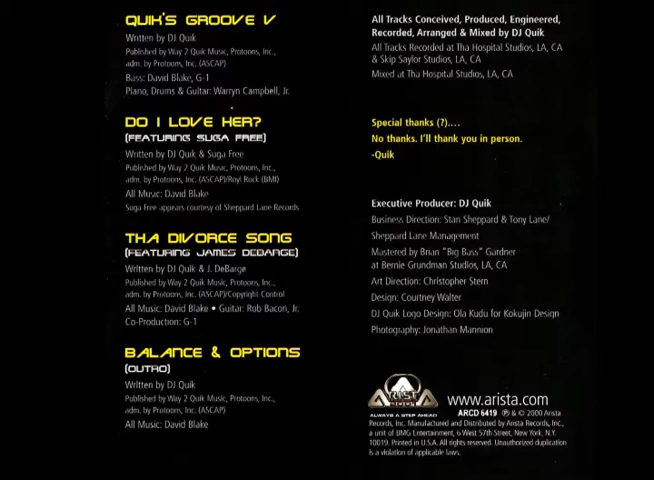 QUIK'S GROOVE V
Written by DJ Quik
Published by Way 2 Quik Music, Protoons, Inc.,
adm. by Protoons, Inc. (ASCAP)
Bass: David Blake, G-1
Piano, Drums & Guitar: Warryn Campbell, Jr.
DO I LOVE HER?
(FEATURING SUGA FREE)
Written by DJ Quik & Suga Free
Published by Way 2 Quik Music, Protoons, Inc.,
adm. by Protoons, Inc. (ASCAP)/Royl Rock (BMI)
All Music: David Blake
Suga Free appears courtesy of Sheppard Lane Records
THA DIVORCE SONG
(FEATURING JAMES DEBARGE)
Written by DJ Quik & J. DeBarge
Published by Way 2 Quik Music, Protoons, Inc.,
adm. by Protoons, Inc. (ASCAP)/Copyright Control
All Music: David Blake • Guitar: Rob Bacon, Jr.
Co-Production: G-1
BALANCE & OPTIONS
(OUTRO)
Written by DJ Quik
Published by Way 2 Quik Music, Protoons, Inc.,
adm. by Protoons, Inc. (ASCAP)
All Music: David Blake
All Tracks Conceived, Produced, Engineered,
Recorded, Arranged & Mixed by DJ Quik
All Tracks Recorded at Tha Hospital Studios, LA, CA
& Skip Saylor Studios, LA, CA
Mixed at Tha Hospital Studios, LA, CA
Special thanks (?)....
No thanks. I'll thank you in person.
-Quik
Executive Producer: DJ Quik
Business Direction: Stan Sheppard & Tony Lane/
Sheppard Lane Management
Mastered by Brian "Big Bass" Gardner
at Bernie Grundman Studios, LA, CA
Art Direction: Christopher Stern
Design: Courtney Walter
DJ Quik Logo Design: Ola Kudu for Kokujin Design
Photography: Jonathan Mannion
ARISTA
2001
ALWAYS A STEP AHEAD
www.arista.com
ARCD 6419 ℗ & © 2000 Arista
Records, Inc. Manufactured and Distributed by Arista Records, Inc.,
a unit of BMG Entertainment, 6 West 57th Street, New York, N.Y.
10019. Printed in U.S.A. All rights reserved. Unauthorized duplication
is a violation of applicable laws.